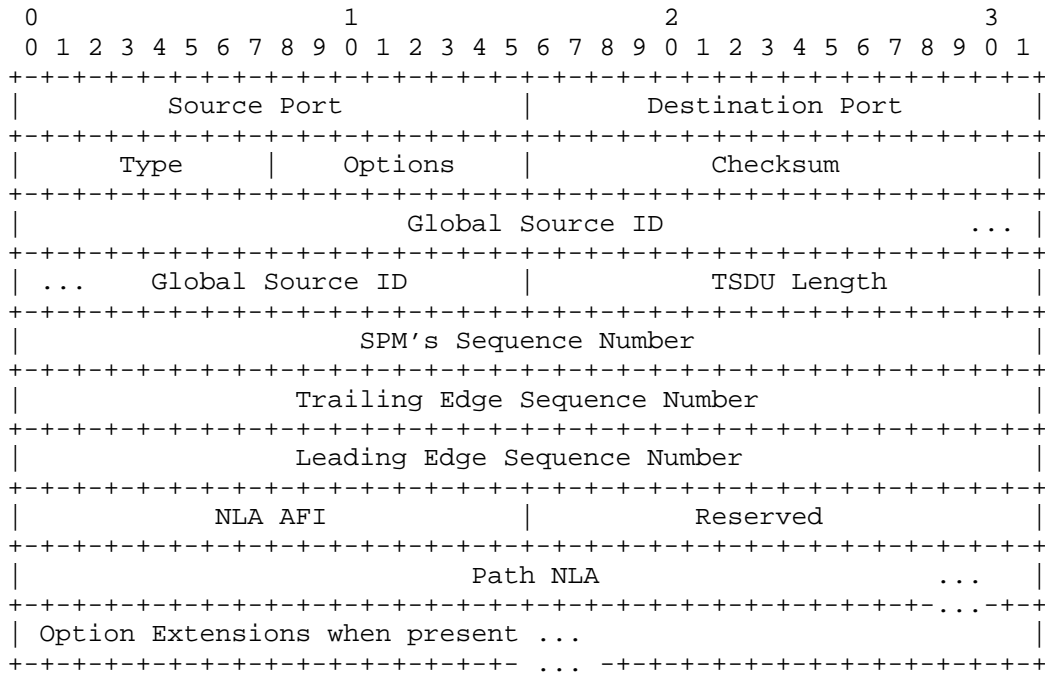 0                   1                   2                   3
 0 1 2 3 4 5 6 7 8 9 0 1 2 3 4 5 6 7 8 9 0 1 2 3 4 5 6 7 8 9 0 1
+-+-+-+-+-+-+-+-+-+-+-+-+-+-+-+-+-+-+-+-+-+-+-+-+-+-+-+-+-+-+-+-+
|         Source Port           |       Destination Port        |
+-+-+-+-+-+-+-+-+-+-+-+-+-+-+-+-+-+-+-+-+-+-+-+-+-+-+-+-+-+-+-+-+
|      Type     |    Options    |           Checksum            |
+-+-+-+-+-+-+-+-+-+-+-+-+-+-+-+-+-+-+-+-+-+-+-+-+-+-+-+-+-+-+-+-+
|                        Global Source ID                   ... |
+-+-+-+-+-+-+-+-+-+-+-+-+-+-+-+-+-+-+-+-+-+-+-+-+-+-+-+-+-+-+-+-+
| ...    Global Source ID       |           TSDU Length         |
+-+-+-+-+-+-+-+-+-+-+-+-+-+-+-+-+-+-+-+-+-+-+-+-+-+-+-+-+-+-+-+-+
|                     SPM's Sequence Number                     |
+-+-+-+-+-+-+-+-+-+-+-+-+-+-+-+-+-+-+-+-+-+-+-+-+-+-+-+-+-+-+-+-+
|                 Trailing Edge Sequence Number                 |
+-+-+-+-+-+-+-+-+-+-+-+-+-+-+-+-+-+-+-+-+-+-+-+-+-+-+-+-+-+-+-+-+
|                 Leading Edge Sequence Number                  |
+-+-+-+-+-+-+-+-+-+-+-+-+-+-+-+-+-+-+-+-+-+-+-+-+-+-+-+-+-+-+-+-+
|            NLA AFI            |          Reserved             |
+-+-+-+-+-+-+-+-+-+-+-+-+-+-+-+-+-+-+-+-+-+-+-+-+-+-+-+-+-+-+-+-+
|                            Path NLA                     ...   |
+-+-+-+-+-+-+-+-+-+-+-+-+-+-+-+-+-+-+-+-+-+-+-+-+-+-+-+-+-...-+-+
| Option Extensions when present ...                            |
+-+-+-+-+-+-+-+-+-+-+-+-+-+-+-+- ... -+-+-+-+-+-+-+-+-+-+-+-+-+-+